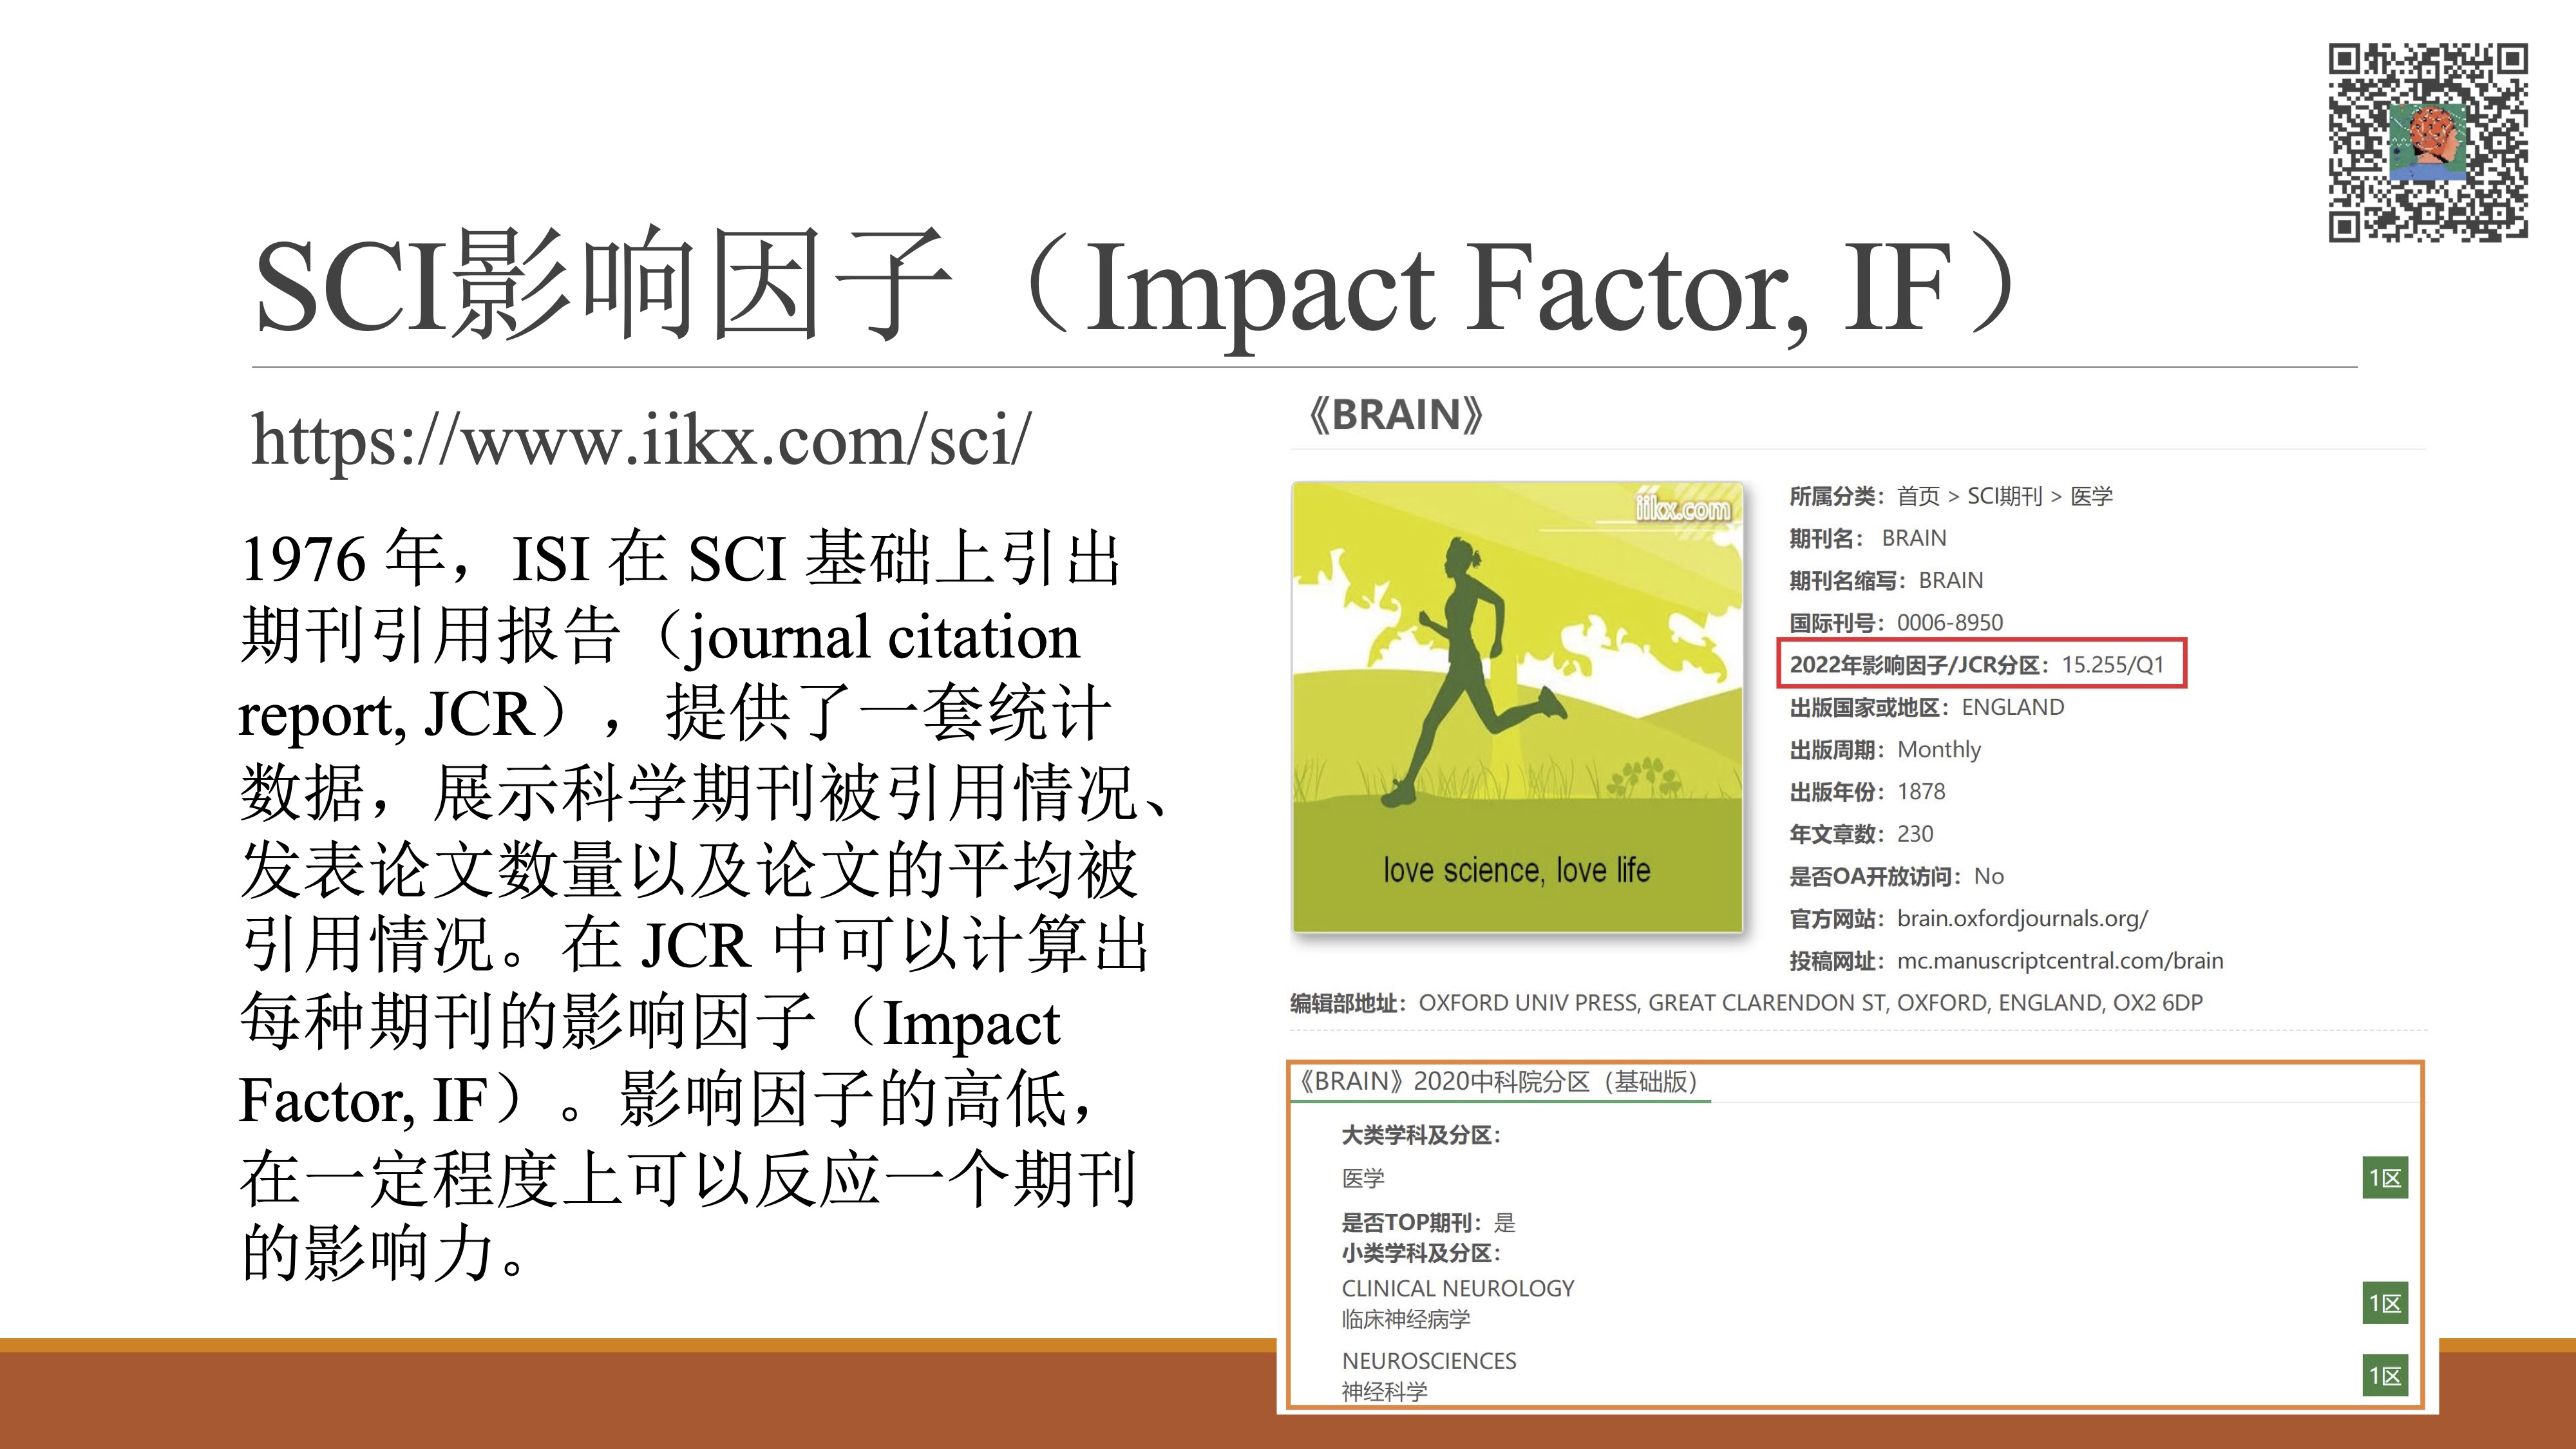 SCI影响因子（Impact Factor, IF）
https://www.iikx.com/sci/
1976 年，ISI 在 SCI 基础上引出
期刊引用报告（journal citation
report, JCR），提供了一套统计
数据，展示科学期刊被引用情况、
发表论文数量以及论文的平均被
引用情况。在 JCR 中可以计算出
每种期刊的影响因子（Impact
Factor, IF）。影响因子的高低，
在一定程度上可以反应一个期刊
的影响力。
《BRAIN》
iikx.com
love science, love life
所属分类：首页 > SCI期刊 > 医学
期刊名： BRAIN
期刊名缩写：BRAIN
国际刊号：0006-8950
2022年影响因子/JCR分区：15.255/Q1
出版国家或地区：ENGLAND
出版周期：Monthly
出版年份：1878
年文章数：230
是否OA开放访问：No
官方网站：brain.oxfordjournals.org/
投稿网址：mc.manuscriptcentral.com/brain
编辑部地址：OXFORD UNIV PRESS, GREAT CLARENDON ST, OXFORD, ENGLAND, OX2 6DP
《BRAIN》2020中科院分区（基础版）
大类学科及分区：
医学 1区
是否TOP期刊：是
小类学科及分区：
CLINICAL NEUROLOGY
临床神经病学 1区
NEUROSCIENCES
神经科学 1区